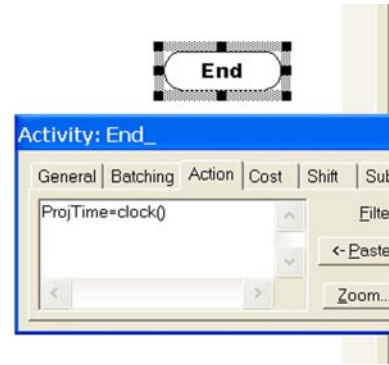 End
Activity: End_
General Batching Action Cost Shift Sub
ProjTime=clock()
Filte
<- Paste
Zoom...